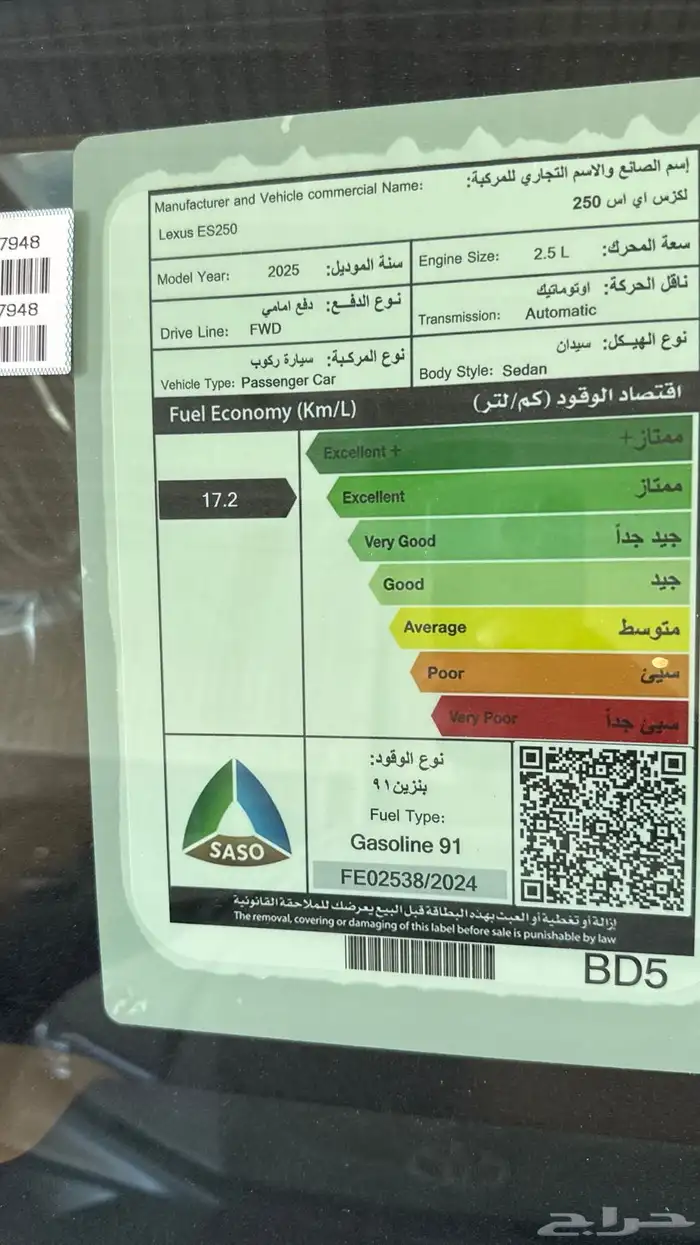 7948
7948
إسم الصانع والاسم التجاري للمركبة:
Manufacturer and Vehicle commercial Name:
لكزس اي اس 250
Lexus ES250
Model Year: 2025 سنة الموديل:
Engine Size: 2.5 L سعة المحرك:
نوع الدفع: دفع امامي
Drive Line: FWD
ناقل الحركة: اوتوماتيك
Transmission: Automatic
نوع المركبة: سيارة ركوب
Vehicle Type: Passenger Car
نوع الهيكل: سيدان
Body Style: Sedan
Fuel Economy (Km/L) اقتصاد الوقود (كم/لتر)
Excellent + ممتاز+
17.2
Excellent ممتاز
Very Good جيد جداً
Good جيد
Average متوسط
Poor سيئ
Very Poor سيئ جداً
SASO
نوع الوقود:
بنزين ٩١
Fuel Type:
Gasoline 91
FE02538/2024
إزالة أو تغطية أو العبث بهذه البطاقة قبل البيع يعرضك للملاحقة القانونية
The removal, covering or damaging of this label before sale is punishable by law
BD5
حراج